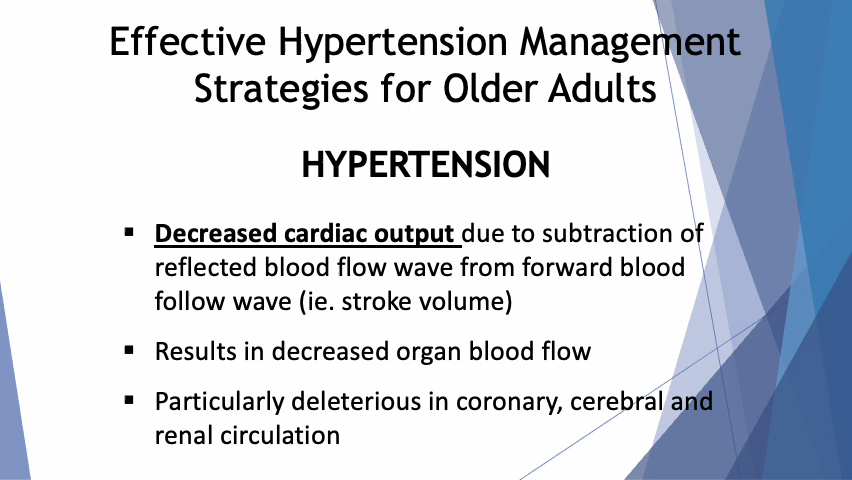 Effective Hypertension Management
Strategies for Older Adults
HYPERTENSION
▪ Decreased cardiac output due to subtraction of
reflected blood flow wave from forward blood
follow wave (ie. stroke volume)
▪ Results in decreased organ blood flow
▪ Particularly deleterious in coronary, cerebral and
renal circulation